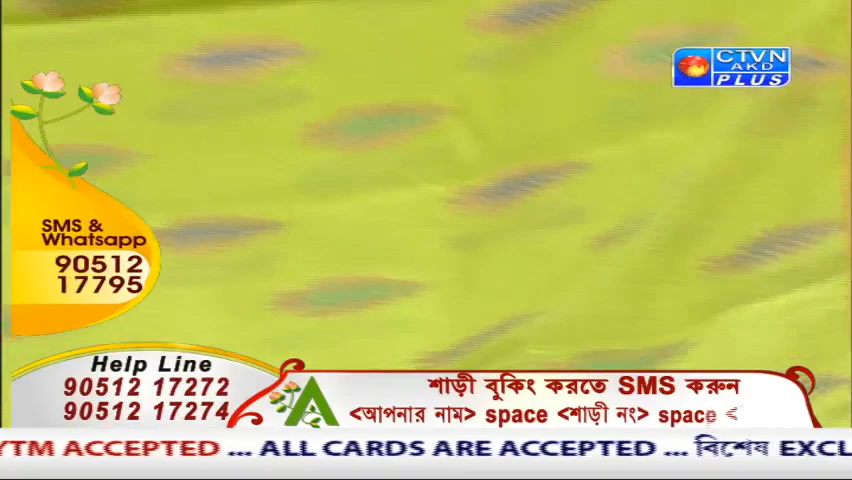 CTVN
AKD
PLUS
SMS &
Whatsapp
90512
17795
Help Line
90512 17272
90512 17274
শাড়ী বুকিং করতে SMS করুন
<আপনার নাম> space <শাড়ী নং> space <
YTM ACCEPTED ... ALL CARDS ARE ACCEPTED ... বিশেষ EXCL